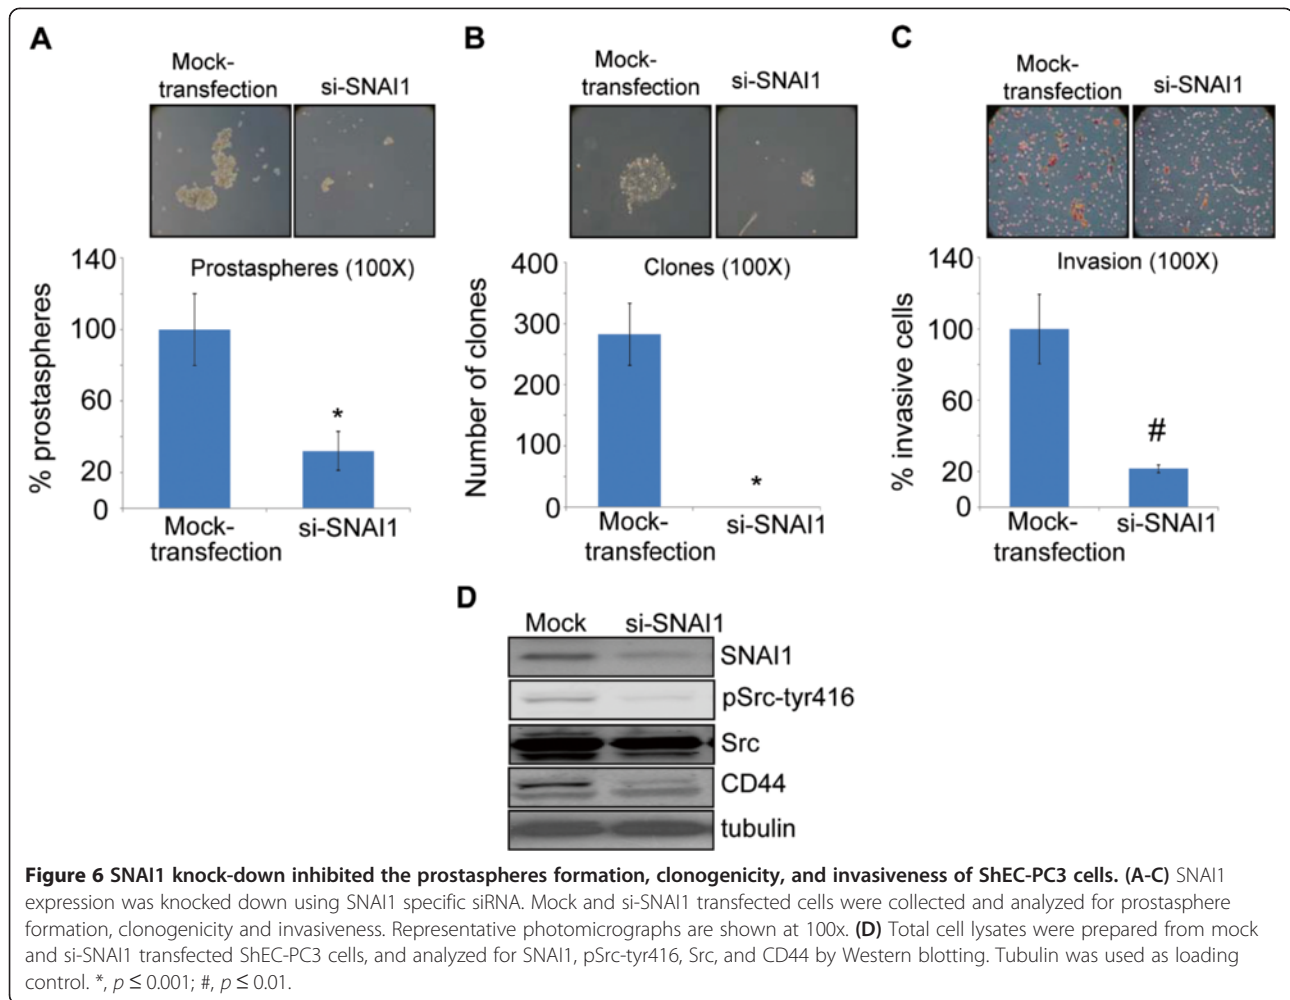 A
Mock-
transfection
si-SNAI1
Prostaspheres (100X)
% prostaspheres
140
100
60
20
0
Mock-
transfection
si-SNAI1
B
Mock-
transfection
si-SNAI1
Clones (100X)
Number of clones
400
300
200
100
0
Mock-
transfection
*
si-SNAI1
*
C
Mock-
transfection
si-SNAI1
Invasion (100X)
% invasive cells
140
100
60
20
0
#
Mock-
transfection
si-SNAI1
D
Mock si-SNAI1
SNAI1
pSrc-tyr416
Src
CD44
tubulin
Figure 6 SNAI1 knock-down inhibited the prostaspheres formation, clonogenicity, and invasiveness of ShEC-PC3 cells. (A-C) SNAI1
expression was knocked down using SNAI1 specific siRNA. Mock and si-SNAI1 transfected cells were collected and analyzed for prostasphere
formation, clonogenicity and invasiveness. Representative photomicrographs are shown at 100x. (D) Total cell lysates were prepared from mock
and si-SNAI1 transfected ShEC-PC3 cells, and analyzed for SNAI1, pSrc-tyr416, Src, and CD44 by Western blotting. Tubulin was used as loading
control. *, p ≤ 0.001; #, p ≤ 0.01.